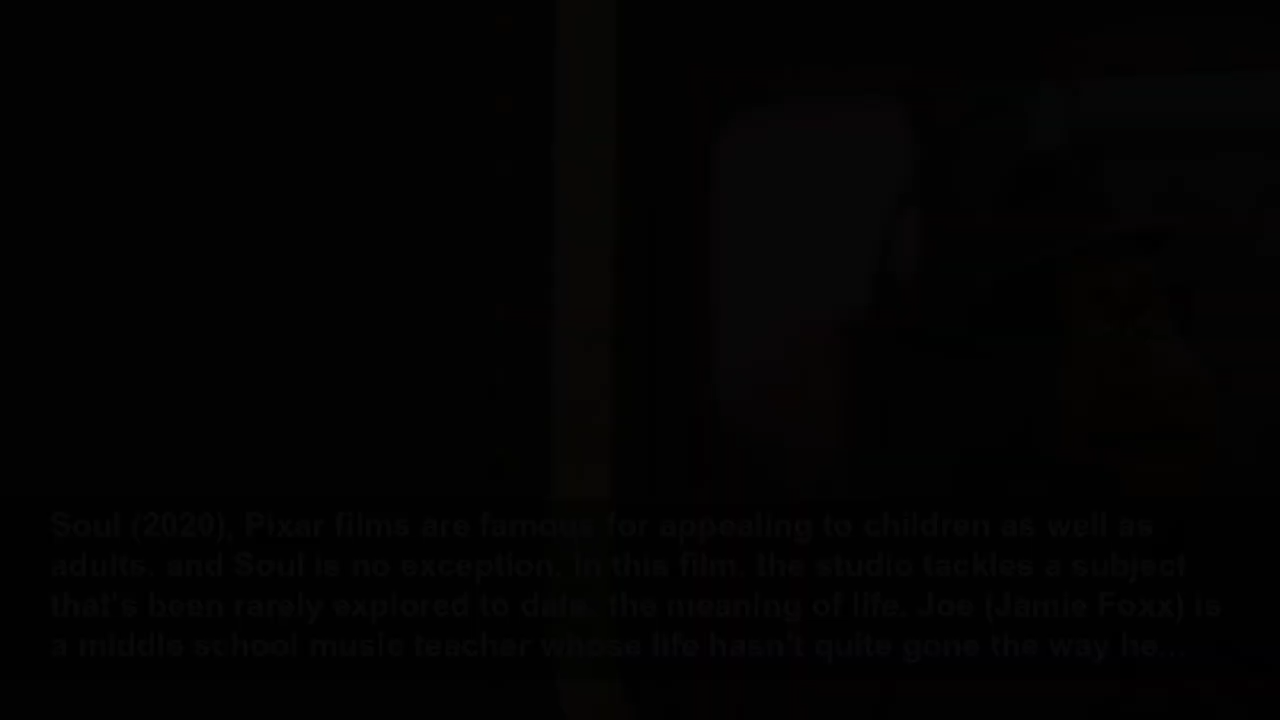 Soul (2020), Pixar films are famous for appealing to children as well as
adults, and Soul is no exception. In this film, the studio tackles a subject
that's been rarely explored to date, the meaning of life. Joe (Jamie Foxx) is
a middle school music teacher whose life hasn't quite gone the way he...